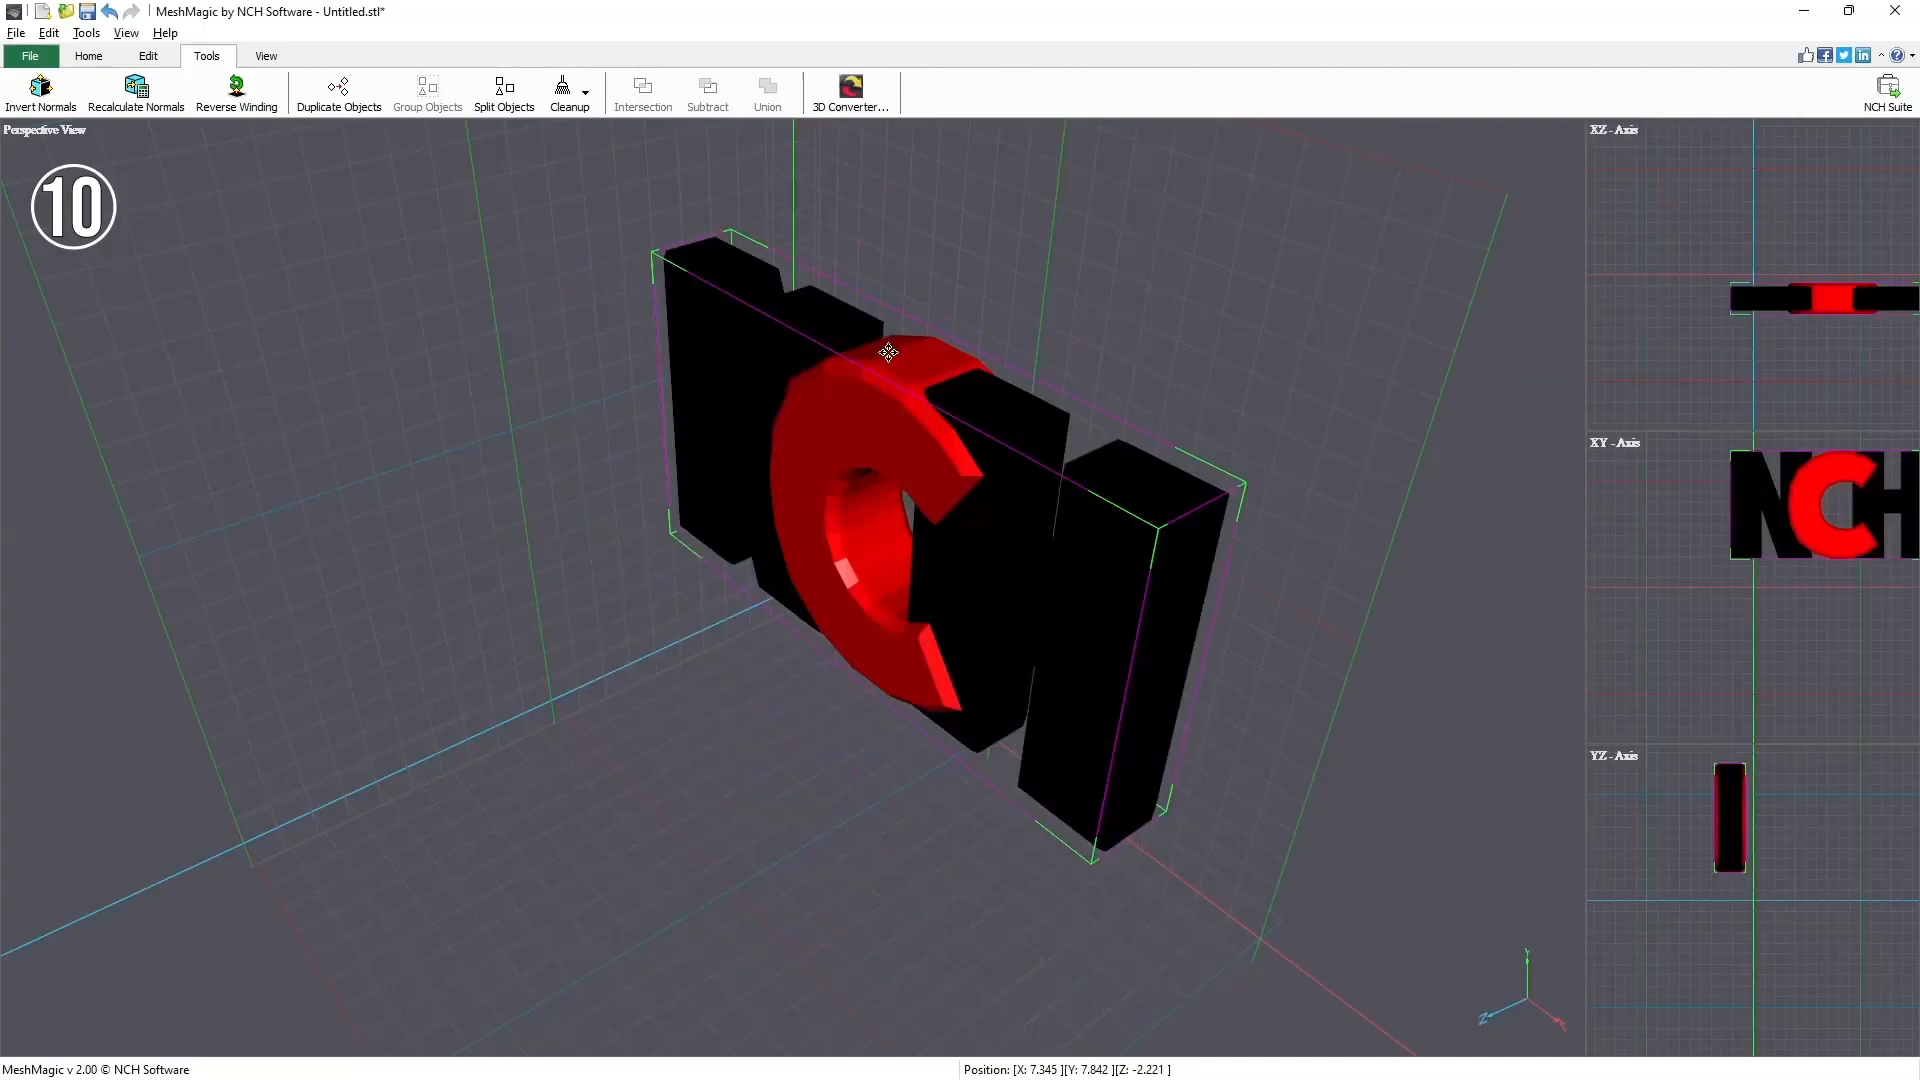 MeshMagic by NCH Software - Untitled.stl*
File Edit Tools View Help
File Home Edit Tools View
Invert Normals Recalculate Normals Reverse Winding Duplicate Objects Group Objects Split Objects Cleanup Intersection Subtract Union 3D Converter... NCH Suite
Perspective View
XZ - Axis
10
XY - Axis
NCH
YZ - Axis
Y
Z
X
MeshMagic v 2.00 © NCH Software
Position: [X: 7.345 ][Y: 7.842 ][Z: -2.221 ]